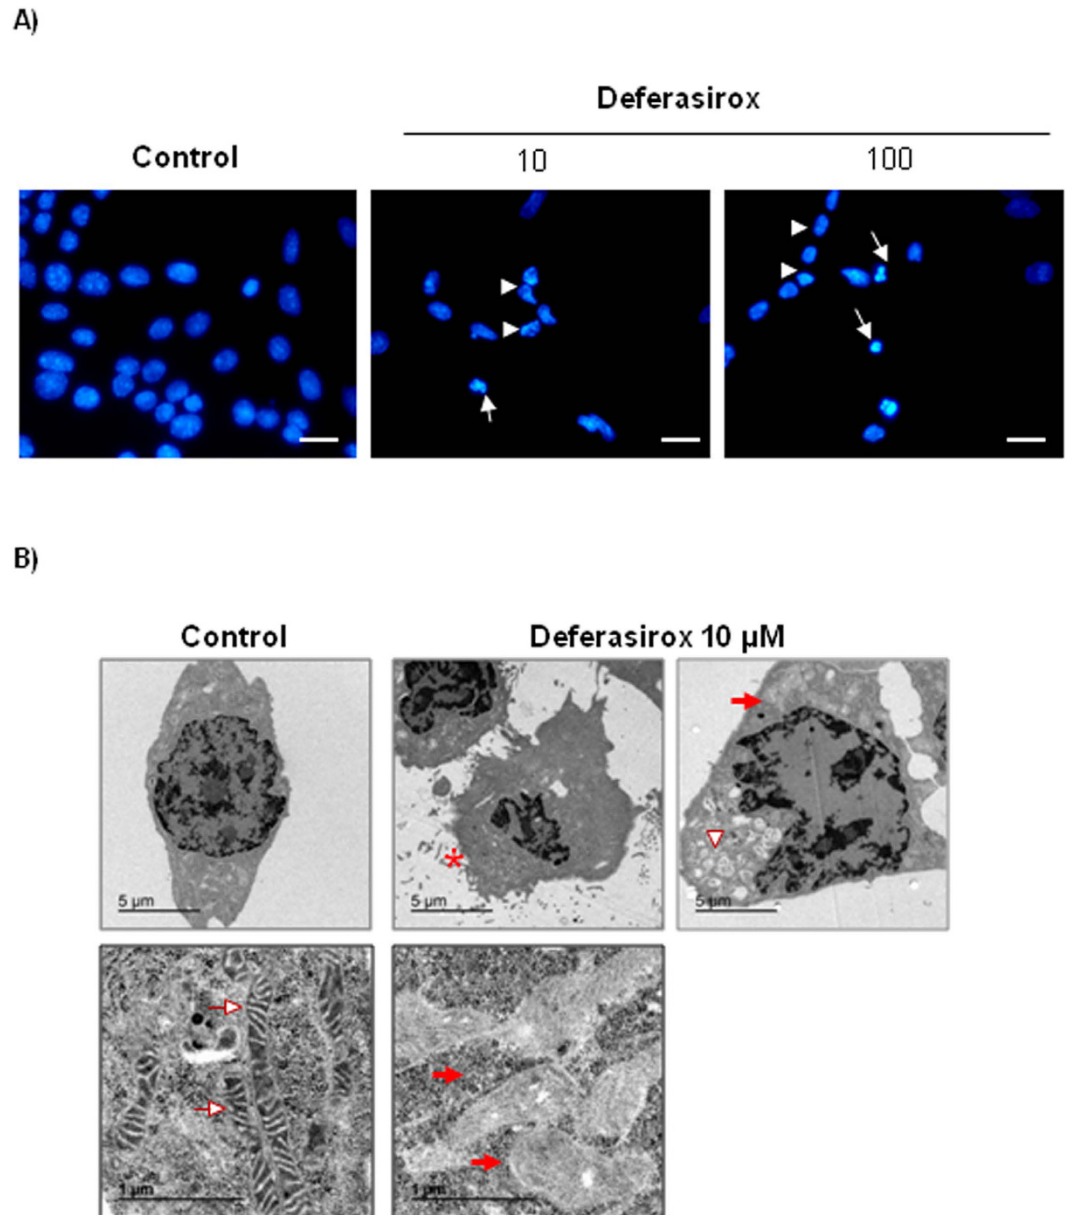 A)
Deferasirox
Control
10
100
B)
Control
Deferasirox 10 µM
5 µm
5 µm
5 µm
*
1 µm
1 µm